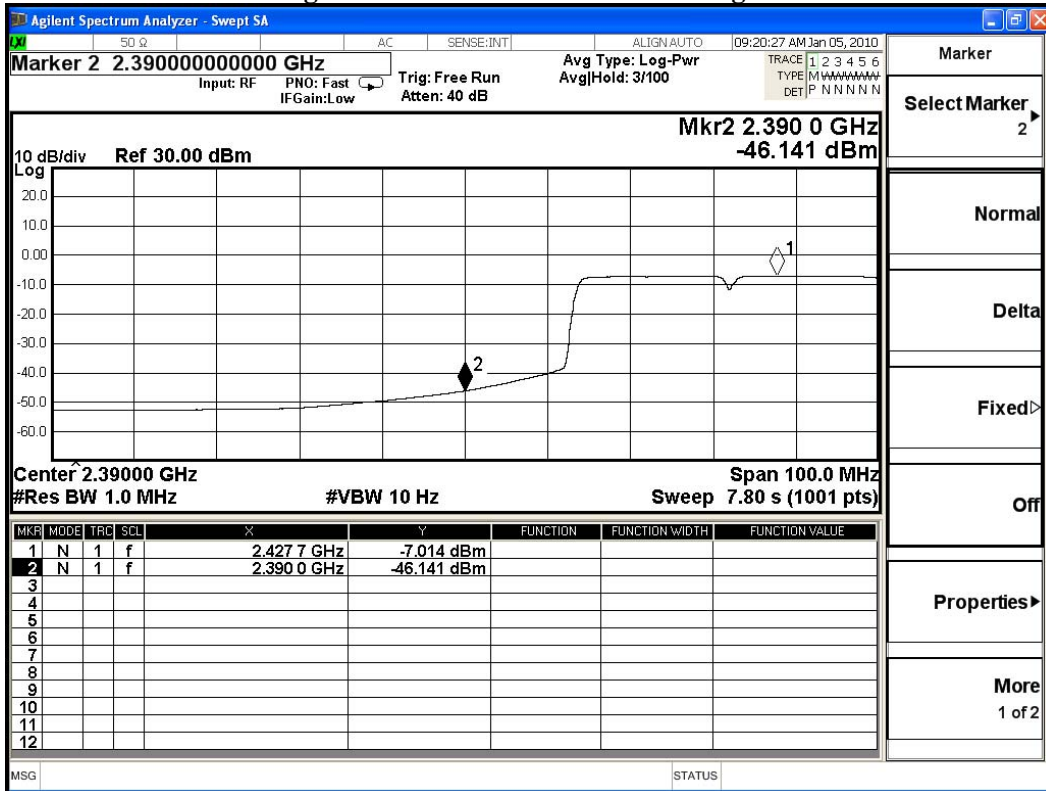 Agilent Spectrum Analyzer - Swept SA
LXI 50 Ω AC SENSE:INT ALIGN AUTO 09:20:27 AM Jan 05, 2010
Marker 2 2.390000000000 GHz
Input: RF PNO: Fast IFGain:Low
Trig: Free Run Atten: 40 dB
Avg Type: Log-Pwr Avg|Hold: 3/100
TRACE 1 2 3 4 5 6
TYPE M WWWWW
DET P N N N N N
Mkr2 2.390 0 GHz
-46.141 dBm
10 dB/div Ref 30.00 dBm
Log
20.0
10.0
0.00
-10.0
-20.0
-30.0
-40.0
-50.0
-60.0
1
2
Center 2.39000 GHz Span 100.0 MHz
#Res BW 1.0 MHz #VBW 10 Hz Sweep 7.80 s (1001 pts)
MKR MODE TRC SCL X Y FUNCTION FUNCTION WIDTH FUNCTION VALUE
1 N 1 f 2.427 7 GHz -7.014 dBm
2 N 1 f 2.390 0 GHz -46.141 dBm
3
4
5
6
7
8
9
10
11
12
MSG STATUS
Marker
Select Marker
2
Normal
Delta
Fixed
Off
Properties
More
1 of 2